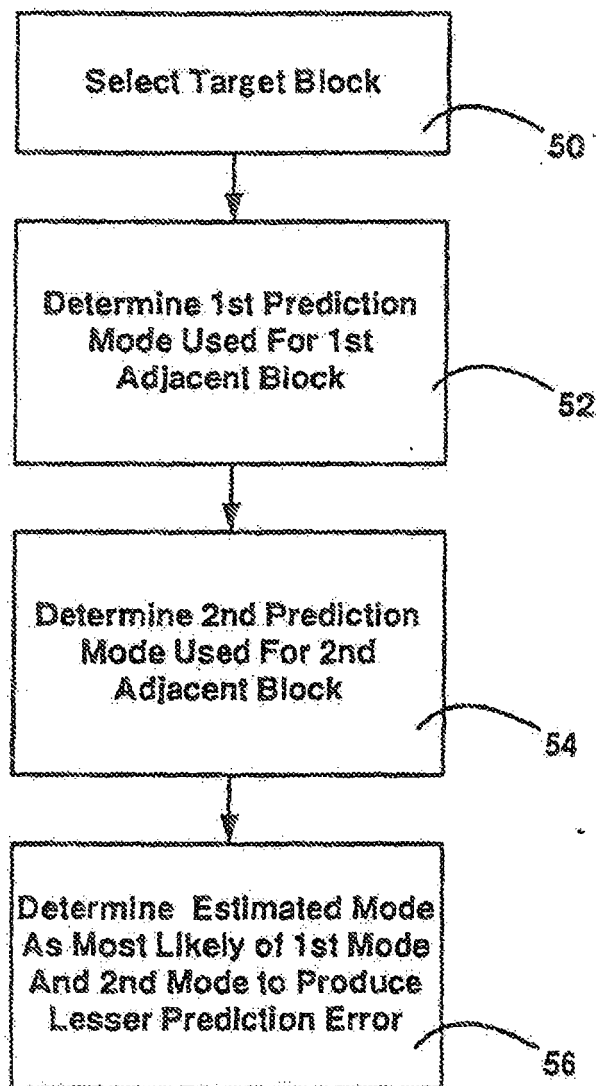 Select Target Block
50
Determine 1st Prediction
Mode Used For 1st
Adjacent Block
52
Determine 2nd Prediction
Mode Used For 2nd
Adjacent Block
54
Determine Estimated Mode
As Most Likely of 1st Mode
And 2nd Mode to Produce
Lesser Prediction Error
56